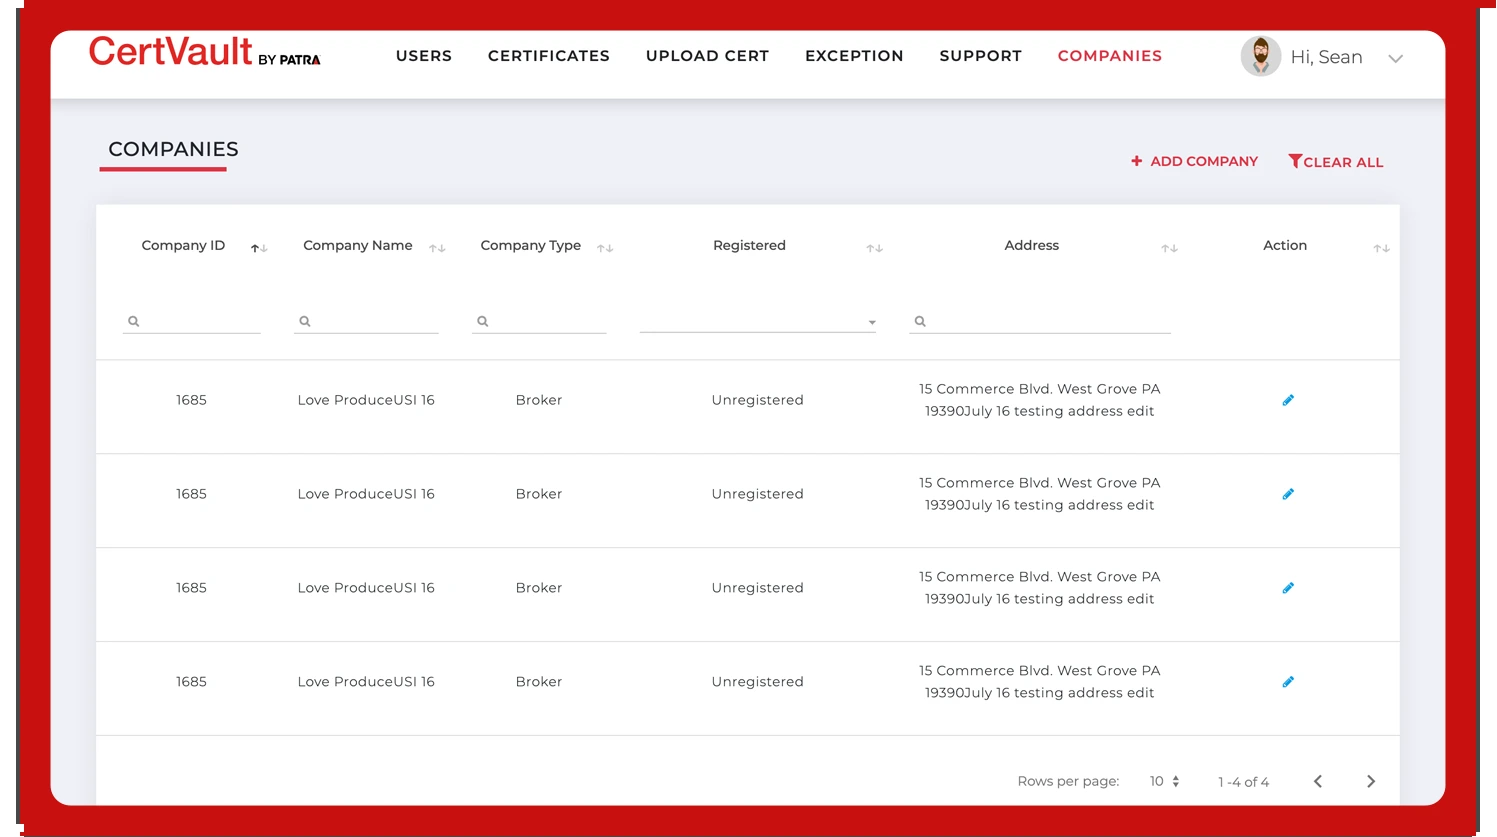 CertVault BY PATRA
USERS CERTIFICATES UPLOAD CERT EXCEPTION SUPPORT COMPANIES Hi, Sean
COMPANIES
+ ADD COMPANY CLEAR ALL
Company ID Company Name Company Type Registered Address Action
1685 Love ProduceUSI 16 Broker Unregistered 15 Commerce Blvd. West Grove PA
19390July 16 testing address edit
1685 Love ProduceUSI 16 Broker Unregistered 15 Commerce Blvd. West Grove PA
19390July 16 testing address edit
1685 Love ProduceUSI 16 Broker Unregistered 15 Commerce Blvd. West Grove PA
19390July 16 testing address edit
1685 Love ProduceUSI 16 Broker Unregistered 15 Commerce Blvd. West Grove PA
19390July 16 testing address edit
Rows per page: 10 1 -4 of 4